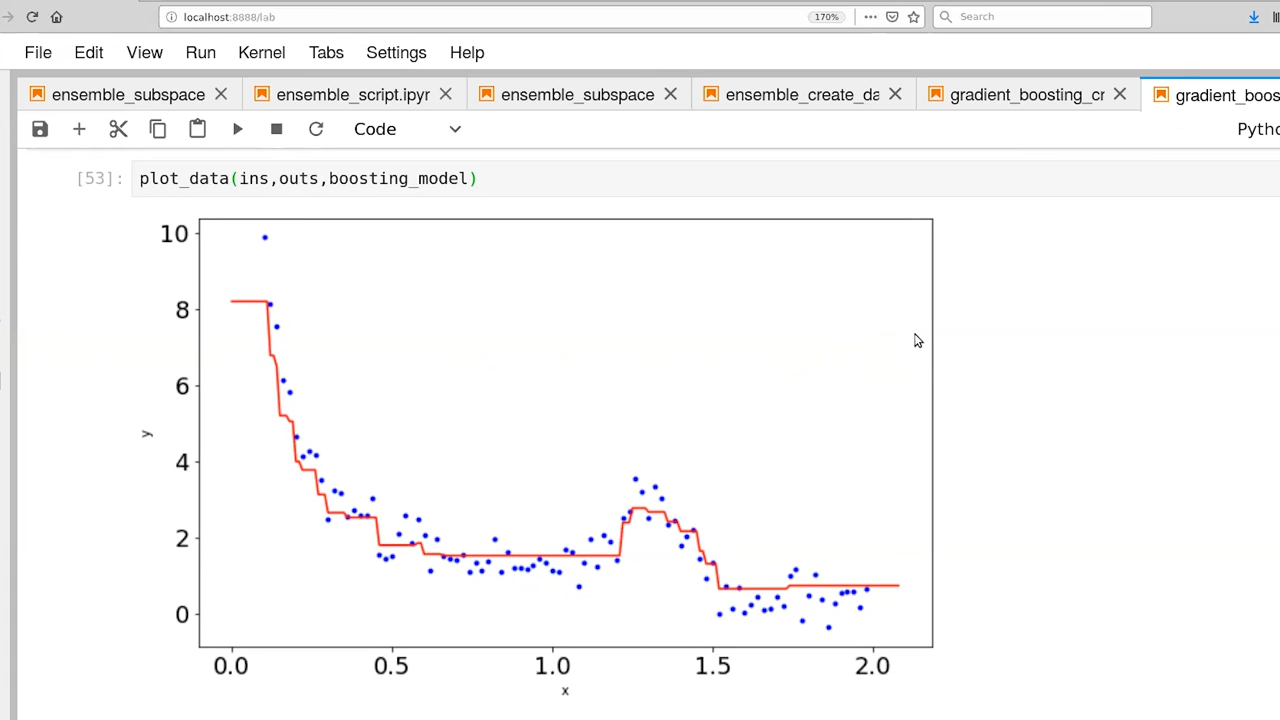 localhost:8888/lab
170%
Search
File Edit View Run Kernel Tabs Settings Help
ensemble_subspace ensemble_script.ipyr ensemble_subspace ensemble_create_da gradient_boosting_cr gradient_boos
Code
Pytho
[53]: plot_data(ins,outs,boosting_model)
10
8
6
4
2
0
y
0.0 0.5 1.0 1.5 2.0
x